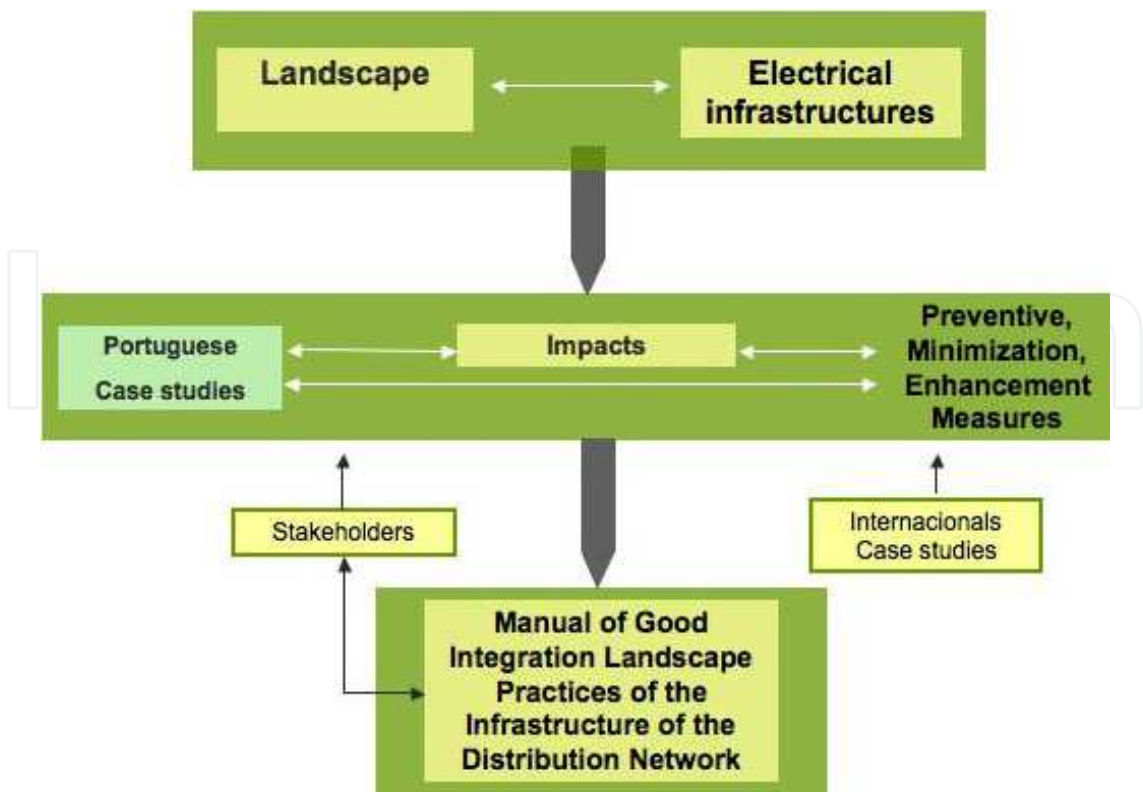 Landscape
Electrical
infrastructures
Portuguese
Case studies
Impacts
Preventive,
Minimization,
Enhancement
Measures
Stakeholders
Internacionals
Case studies
Manual of Good
Integration Landscape
Practices of the
Infrastructure of the
Distribution Network